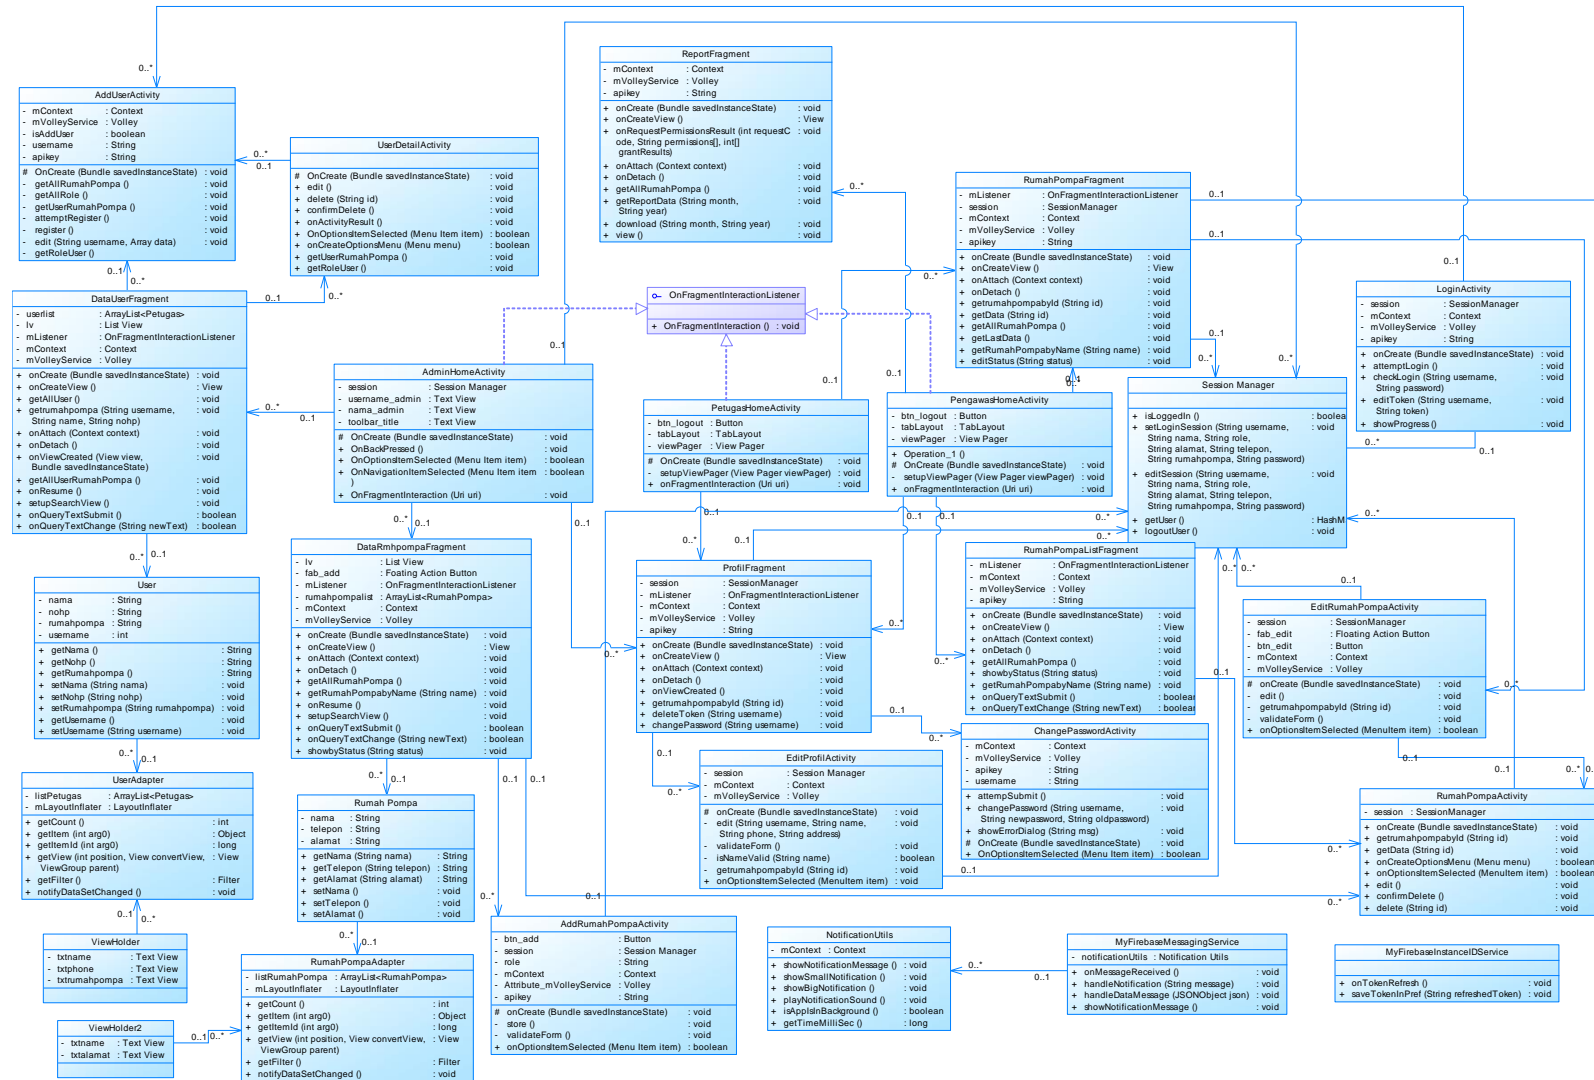 AddUserActivity
- mContext : Context
- mVolleyService : Volley
- isAddUser : boolean
- username : String
- apikey : String
# OnCreate (Bundle savedInstanceState) : void
- getAllRumahPompa () : void
- getAllRole () : void
- getUserRumahPompa () : void
- attemptRegister () : void
- register () : void
- edit (String username, Array data) : void
- getRoleUser () : void
UserDetailActivity
# OnCreate (Bundle savedInstanceState) : void
+ edit () : void
+ delete (String id) : void
+ confirmDelete () : void
+ onActivityResult () : void
+ OnOptionsItemSelected (Menu Item item) : boolean
+ onCreateOptionsMenu (Menu menu) : boolean
+ getUserRumahPompa () : void
+ getRoleUser () : void
ReportFragment
- mContext : Context
- mVolleyService : Volley
- apikey : String
+ onCreate (Bundle savedInstanceState) : void
+ onCreateView () : View
+ onRequestPermissionsResult (int requestC : void
ode, String permissions[], int[]
grantResults)
+ onAttach (Context context) : void
+ onDetach () : void
+ getAllRumahPompa () : void
+ getReportData (String month, : void
String year)
+ download (String month, String year) : void
+ view () : void
RumahPompaFragment
- mListener : OnFragmentInteractionListener
- session : SessionManager
- mContext : Context
- mVolleyService : Volley
- apikey : String
+ onCreate (Bundle savedInstanceState) : void
+ onCreateView () : View
+ onAttach (Context context) : void
+ onDetach () : void
+ getrumahpompabyId (String id) : void
+ getData (String id) : void
+ getAllRumahPompa () : void
+ getLastData () : void
+ getRumahPompabyName (String name) : void
+ editStatus (String status) : void
LoginActivity
- session : SessionManager
- mContext : Context
- mVolleyService : Volley
- apikey : String
+ onCreate (Bundle savedInstanceState) : void
+ attemptLogin () : void
+ checkLogin (String username, : void
String password)
+ editToken (String username, : void
String token)
+ showProgress () : void
OnFragmentInteractionListener
+ OnFragmentInteraction () : void
DataUserFragment
- userlist : ArrayList<Petugas>
- lv : List View
- mListener : OnFragmentInteractionListener
- mContext : Context
- mVolleyService : Volley
+ onCreate (Bundle savedInstanceState) : void
+ onCreateView () : View
+ getAllUser () : void
+ getrumahpompa (String username, : void
String name, String nohp)
+ onAttach (Context context) : void
+ onDetach () : void
+ onViewCreated (View view, : void
Bundle savedInstanceState)
+ getAllUserRumahPompa () : void
+ onResume () : void
+ setupSearchView () : void
+ onQueryTextSubmit () : boolean
+ onQueryTextChange (String newText) : boolean
AdminHomeActivity
- session : Session Manager
- username_admin : Text View
- nama_admin : Text View
- toolbar_title : Text View
# OnCreate (Bundle savedInstanceState) : void
+ OnBackPressed () : void
+ OnOptionsItemSelected (Menu Item item) : boolean
+ OnNavigationItemSelected (Menu Item item : boolean
)
+ OnFragmentInteraction (Uri uri) : void
PetugasHomeActivity
- btn_logout : Button
- tabLayout : TabLayout
- viewPager : View Pager
# OnCreate (Bundle savedInstanceState) : void
- setupViewPager (View Pager viewPager) : void
+ onFragmentInteraction (Uri uri) : void
PengawasHomeActivity
- btn_logout : Button
- tabLayout : TabLayout
- viewPager : View Pager
+ Operation_1 ()
# OnCreate (Bundle savedInstanceState) : void
- setupViewPager (View Pager viewPager) : void
+ onFragmentInteraction (Uri uri) : void
Session Manager
+ isLoggedIn () : boolea
+ setLoginSession (String username, : void
String nama, String role,
String alamat, String telepon,
String rumahpompa, String password)
+ editSession (String username, : void
String nama, String role,
String alamat, String telepon,
String rumahpompa, String password)
+ getUser () : HashM
+ logoutUser () : void
User
- nama : String
- nohp : String
- rumahpompa : String
- username : int
+ getNama () : String
+ getNohp () : String
+ getRumahpompa () : String
+ setNama (String nama) : void
+ setNohp (String nohp) : void
+ setRumahpompa (String rumahpompa) : void
+ getUsername () : void
+ setUsername (String username) : void
DataRmhpompaFragment
- lv : List View
- fab_add : Floating Action Button
- mListener : OnFragmentInteractionListener
- rumahpompalist : ArrayList<RumahPompa>
- mContext : Context
- mVolleyService : Volley
+ onCreate (Bundle savedInstanceState) : void
+ onCreateView () : View
+ onAttach (Context context) : void
+ onDetach () : void
+ getAllRumahPompa () : void
+ getRumahPompabyName (String name) : void
+ onResume () : void
+ setupSearchView () : void
+ onQueryTextSubmit () : boolean
+ onQueryTextChange (String newText) : boolean
+ showbyStatus (String status) : void
ProfilFragment
- session : SessionManager
- mListener : OnFragmentInteractionListener
- mContext : Context
- mVolleyService : Volley
- apikey : String
+ onCreate (Bundle savedInstanceState) : void
+ onCreateView () : View
+ onAttach (Context context) : void
+ onDetach () : void
+ onViewCreated () : void
+ getrumahpompabyId (String id) : void
+ deleteToken (String username) : void
+ changePassword (String username) : void
RumahPompaListFragment
- mListener : OnFragmentInteractionListener
- mContext : Context
- mVolleyService : Volley
- apikey : String
+ onCreate (Bundle savedInstanceState) : void
+ onCreateView () : View
+ onAttach (Context context) : void
+ onDetach () : void
+ getAllRumahPompa () : void
+ showbyStatus (String status) : void
+ getRumahPompabyName (String name) : void
+ onQueryTextSubmit () : boolean
+ onQueryTextChange (String newText) : boolean
EditRumahPompaActivity
- session : SessionManager
- fab_edit : Floating Action Button
- btn_edit : Button
- mContext : Context
- mVolleyService : Volley
# onCreate (Bundle savedInstanceState) : void
- edit () : void
- getrumahpompabyId (String id) : void
- validateForm () : void
+ onOptionsItemSelected (MenuItem item) : boolean
UserAdapter
- listPetugas : ArrayList<Petugas>
- mLayoutInflater : LayoutInflater
+ getCount () : int
+ getItem (int arg0) : Object
+ getItemId (int arg0) : long
+ getView (int position, View convertView, : View
ViewGroup parent)
+ getFilter () : Filter
+ notifyDataSetChanged () : void
Rumah Pompa
- nama : String
- telepon : String
- alamat : String
+ getNama (String nama) : String
+ getTelepon (String telepon) : String
+ getAlamat (String alamat) : String
+ setNama () : void
+ setTelepon () : void
+ setAlamat () : void
EditProfilActivity
- session : Session Manager
- mContext : Context
- mVolleyService : Volley
# onCreate (Bundle savedInstanceState) : void
- edit (String username, String name, : void
String phone, String address)
- validateForm () : void
- isNameValid (String name) : boolean
- getrumahpompabyId (String id) : void
+ onOptionsItemSelected (MenuItem item) : void
ChangePasswordActivity
- mContext : Context
- mVolleyService : Volley
- apikey : String
- username : String
+ attempSubmit () : void
+ changePassword (String username, : void
String newpassword, String oldpassword)
+ showErrorDialog (String msg) : void
# OnCreate (Bundle savedInstanceState) : void
+ OnOptionsItemSelected (Menu Item item) : boolean
RumahPompaActivity
- session : SessionManager
+ onCreate (Bundle savedInstanceState) : void
+ getrumahpompabyId (String id) : void
+ getData (String id) : void
+ onCreateOptionsMenu (Menu menu) : boolean
+ onOptionsItemSelected (MenuItem item) : boolean
+ edit () : void
+ confirmDelete () : void
+ delete (String id) : void
ViewHolder
- txtname : Text View
- txtphone : Text View
- txtrumahpompa : Text View
ViewHolder2
- txtname : Text View
- txtalamat : Text View
RumahPompaAdapter
- listRumahPompa : ArrayList<RumahPompa>
- mLayoutInflater : LayoutInflater
+ getCount () : int
+ getItem (int arg0) : Object
+ getItemId (int arg0) : long
+ getView (int position, View convertView, : View
ViewGroup parent)
+ getFilter () : Filter
+ notifyDataSetChanged () : void
AddRumahPompaActivity
- btn_add : Button
- session : Session Manager
- role : String
- mContext : Context
- Attribute_mVolleyService : Volley
- apikey : String
# onCreate (Bundle savedInstanceState) : void
- store () : void
- validateForm () : void
+ onOptionsItemSelected (Menu Item item) : boolean
NotificationUtils
- mContext : Context
+ showNotificationMessage () : void
+ showSmallNotification () : void
+ showBigNotification () : void
+ playNotificationSound () : void
+ isAppIsInBackground () : boolean
+ getTimeMilliSec () : long
MyFirebaseMessagingService
- notificationUtils : Notification Utils
+ onMessageReceived () : void
+ handleNotification (String message) : void
+ handleDataMessage (JSONObject json) : void
+ showNotificationMessage () : void
MyFirebaseInstanceIDService
+ onTokenRefresh () : void
+ saveTokenInPref (String refreshedToken) : void